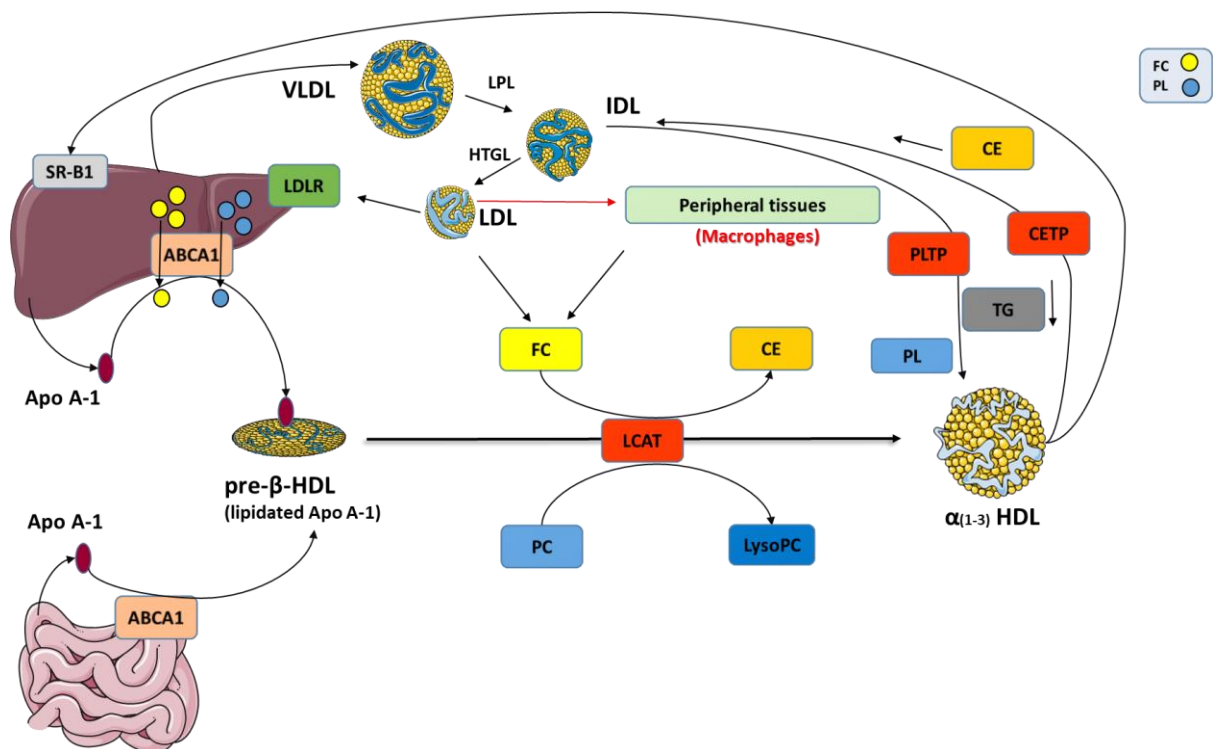 FC
PL
VLDL
LPL
IDL
CE
SR-B1
HTGL
LDLR
LDL
Peripheral tissues
(Macrophages)
CETP
PLTP
ABCA1
TG
FC
CE
PL
Apo A-1
LCAT
pre-β-HDL
(lipidated Apo A-1)
α(1-3) HDL
Apo A-1
PC
LysoPC
ABCA1